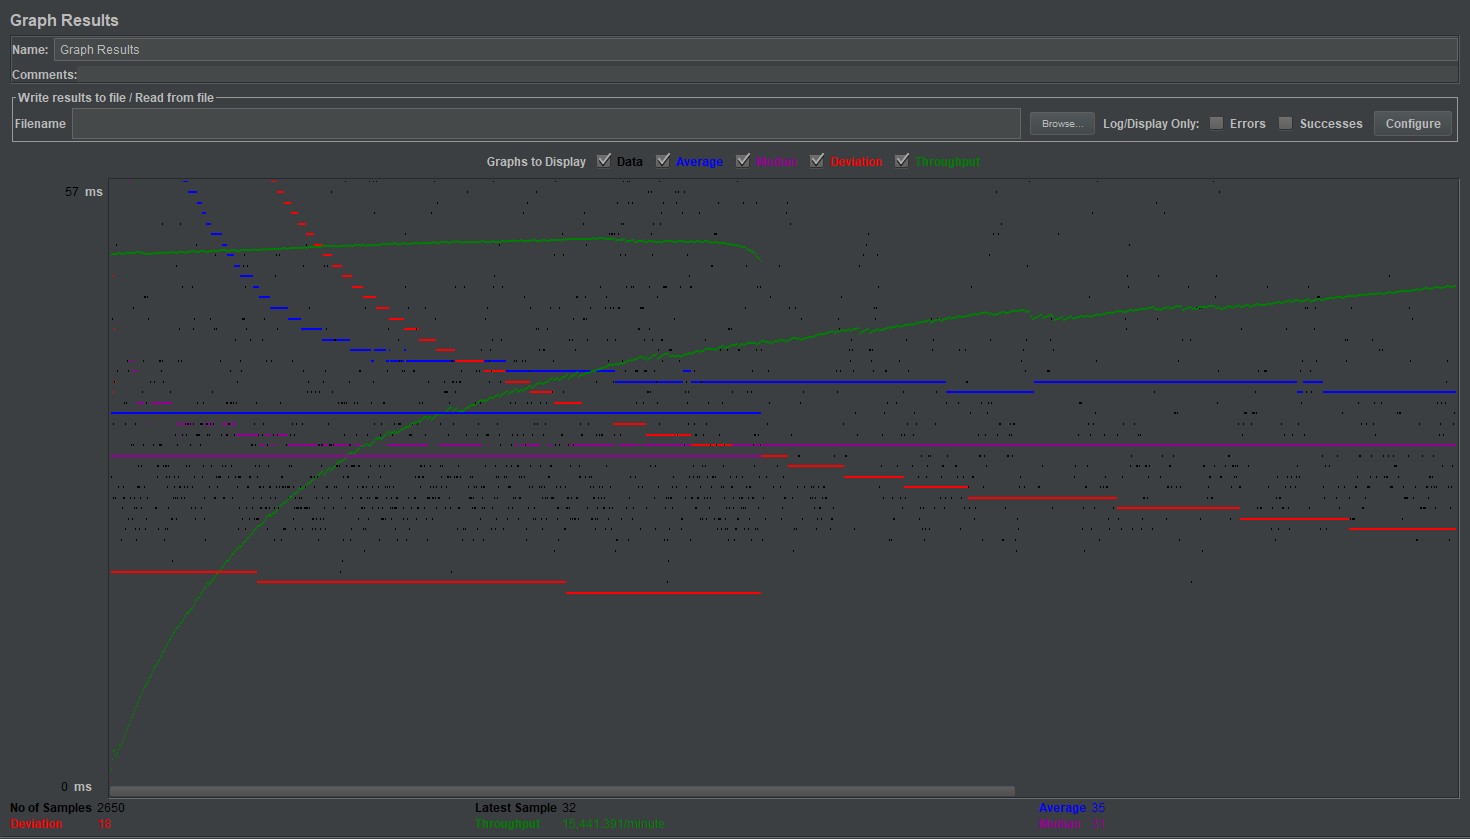 Graph Results
Name: Graph Results
Comments:
Write results to file / Read from file
Filename Browse... Log/Display Only: Errors Successes Configure
Graphs to Display Data Average Median Deviation Throughput
57 ms
0 ms
No of Samples 2650 Latest Sample 32 Average 35
Deviation 18 Throughput 15,441.391/minute Median 31